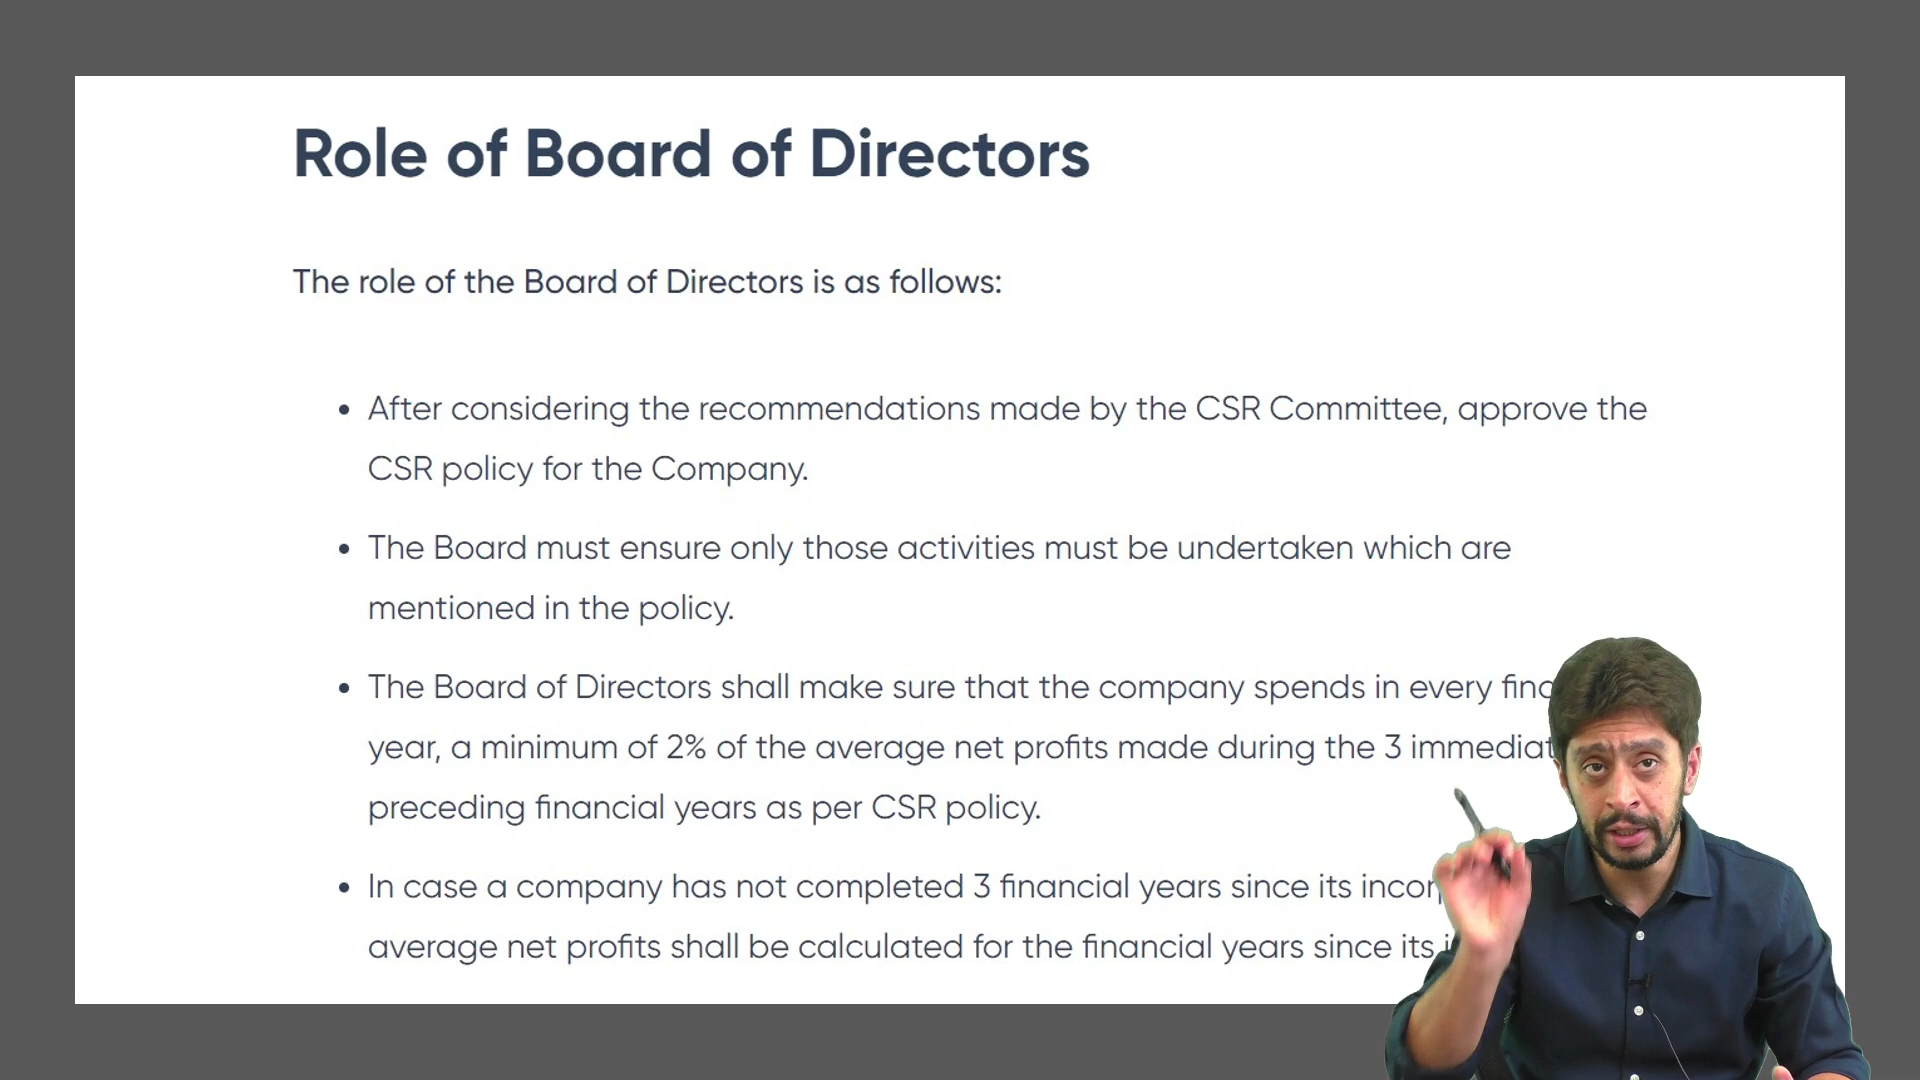 Role of Board of Directors
The role of the Board of Directors is as follows:
• After considering the recommendations made by the CSR Committee, approve the
CSR policy for the Company.
• The Board must ensure only those activities must be undertaken which are
mentioned in the policy.
• The Board of Directors shall make sure that the company spends in every
year, a minimum of 2% of the average net profits made during the 3
preceding financial years as per CSR policy.
• In case a company has not completed 3 financial years since its
average net profits shall be calculated for the financial years since its